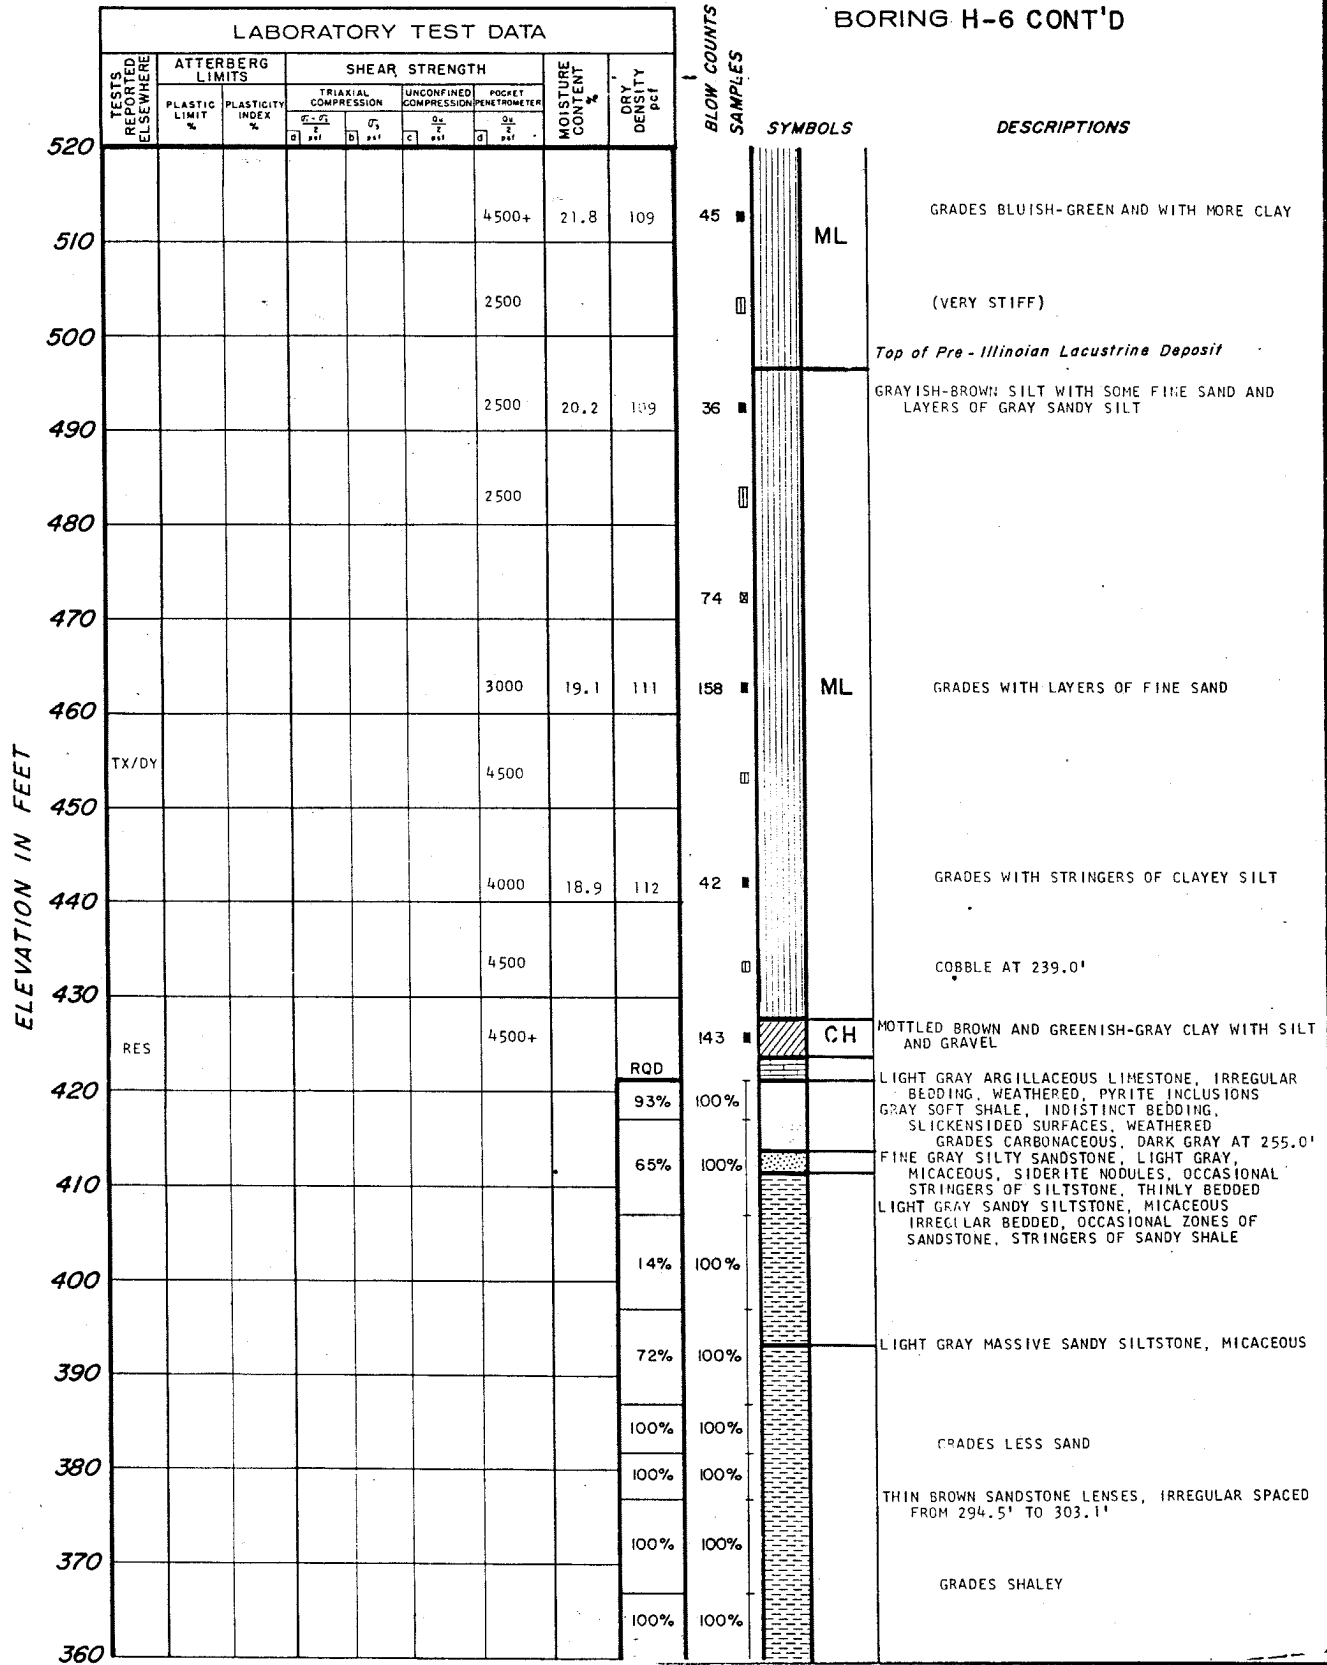 BORING H-6 CONT'D
LABORATORY TEST DATA
TESTS REPORTED ELSEWHERE
ATTERBERG LIMITS
SHEAR STRENGTH
MOISTURE CONTENT %
DRY DENSITY pcf
BLOW COUNTS
SAMPLES
PLASTIC LIMIT %
PLASTICITY INDEX %
TRIAXIAL COMPRESSION
UNCONFINED COMPRESSION
POCKET PENETROMETER
a σ₁-σ₃/2 psf
b σ₃ psf
c Qu/2 psf
d Qu/2 psf
SYMBOLS
DESCRIPTIONS
ELEVATION IN FEET
520
4500+ 21.8 109 45 GRADES BLUISH-GREEN AND WITH MORE CLAY
ML
510
2500 (VERY STIFF)
500
Top of Pre-Illinoian Lacustrine Deposit
GRAYISH-BROWN SILT WITH SOME FINE SAND AND
2500 20.2 109 36 LAYERS OF GRAY SANDY SILT
490
2500
480
74
470
3000 19.1 111 158 ML GRADES WITH LAYERS OF FINE SAND
460
TX/DY 4500
450
4000 18.9 112 42 GRADES WITH STRINGERS OF CLAYEY SILT
440
4500 COBBLE AT 239.0'
430
RES 4500+ 143 CH MOTTLED BROWN AND GREENISH-GRAY CLAY WITH SILT
AND GRAVEL
RQD
LIGHT GRAY ARGILLACEOUS LIMESTONE, IRREGULAR
420
BEDDING, WEATHERED, PYRITE INCLUSIONS
93% 100% GRAY SOFT SHALE, INDISTINCT BEDDING,
SLICKENSIDED SURFACES, WEATHERED
GRADES CARBONACEOUS, DARK GRAY AT 255.0'
65% 100% FINE GRAY SILTY SANDSTONE, LIGHT GRAY,
MICACEOUS, SIDERITE NODULES, OCCASIONAL
410
STRINGERS OF SILTSTONE, THINLY BEDDED
LIGHT GRAY SANDY SILTSTONE, MICACEOUS
IRREGULAR BEDDED, OCCASIONAL ZONES OF
SANDSTONE, STRINGERS OF SANDY SHALE
14% 100%
400
72% 100% LIGHT GRAY MASSIVE SANDY SILTSTONE, MICACEOUS
390
100% 100%
GRADES LESS SAND
380
100% 100%
THIN BROWN SANDSTONE LENSES, IRREGULAR SPACED
FROM 294.5' TO 303.1'
100% 100%
370
GRADES SHALEY
100% 100%
360